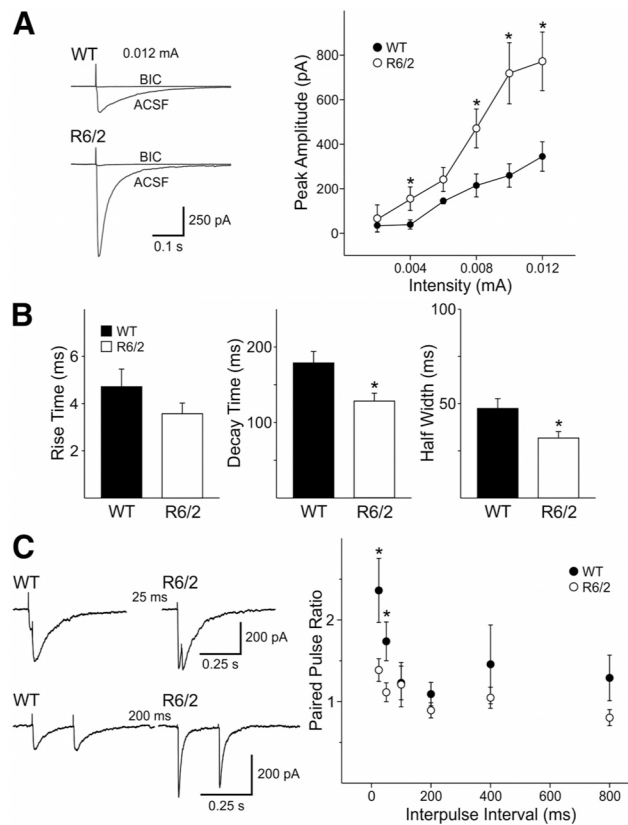 A
WT
0.012 mA
BIC
ACSF
R6/2
BIC
ACSF
250 pA
0.1 s
Peak Amplitude (pA)
800
600
400
200
0
WT
R6/2
* * * *
0.004 0.008 0.012
Intensity (mA)
B
Rise Time (ms)
6
4
2
WT
R6/2
WT R6/2
Decay Time (ms)
200
100
*
WT R6/2
Half Width (ms)
100
50
*
WT R6/2
C
WT
R6/2
25 ms
200 pA
0.25 s
WT
R6/2
200 ms
200 pA
0.25 s
Paired Pulse Ratio
2
1
* *
WT
R6/2
0 200 400 600 800
Interpulse Interval (ms)